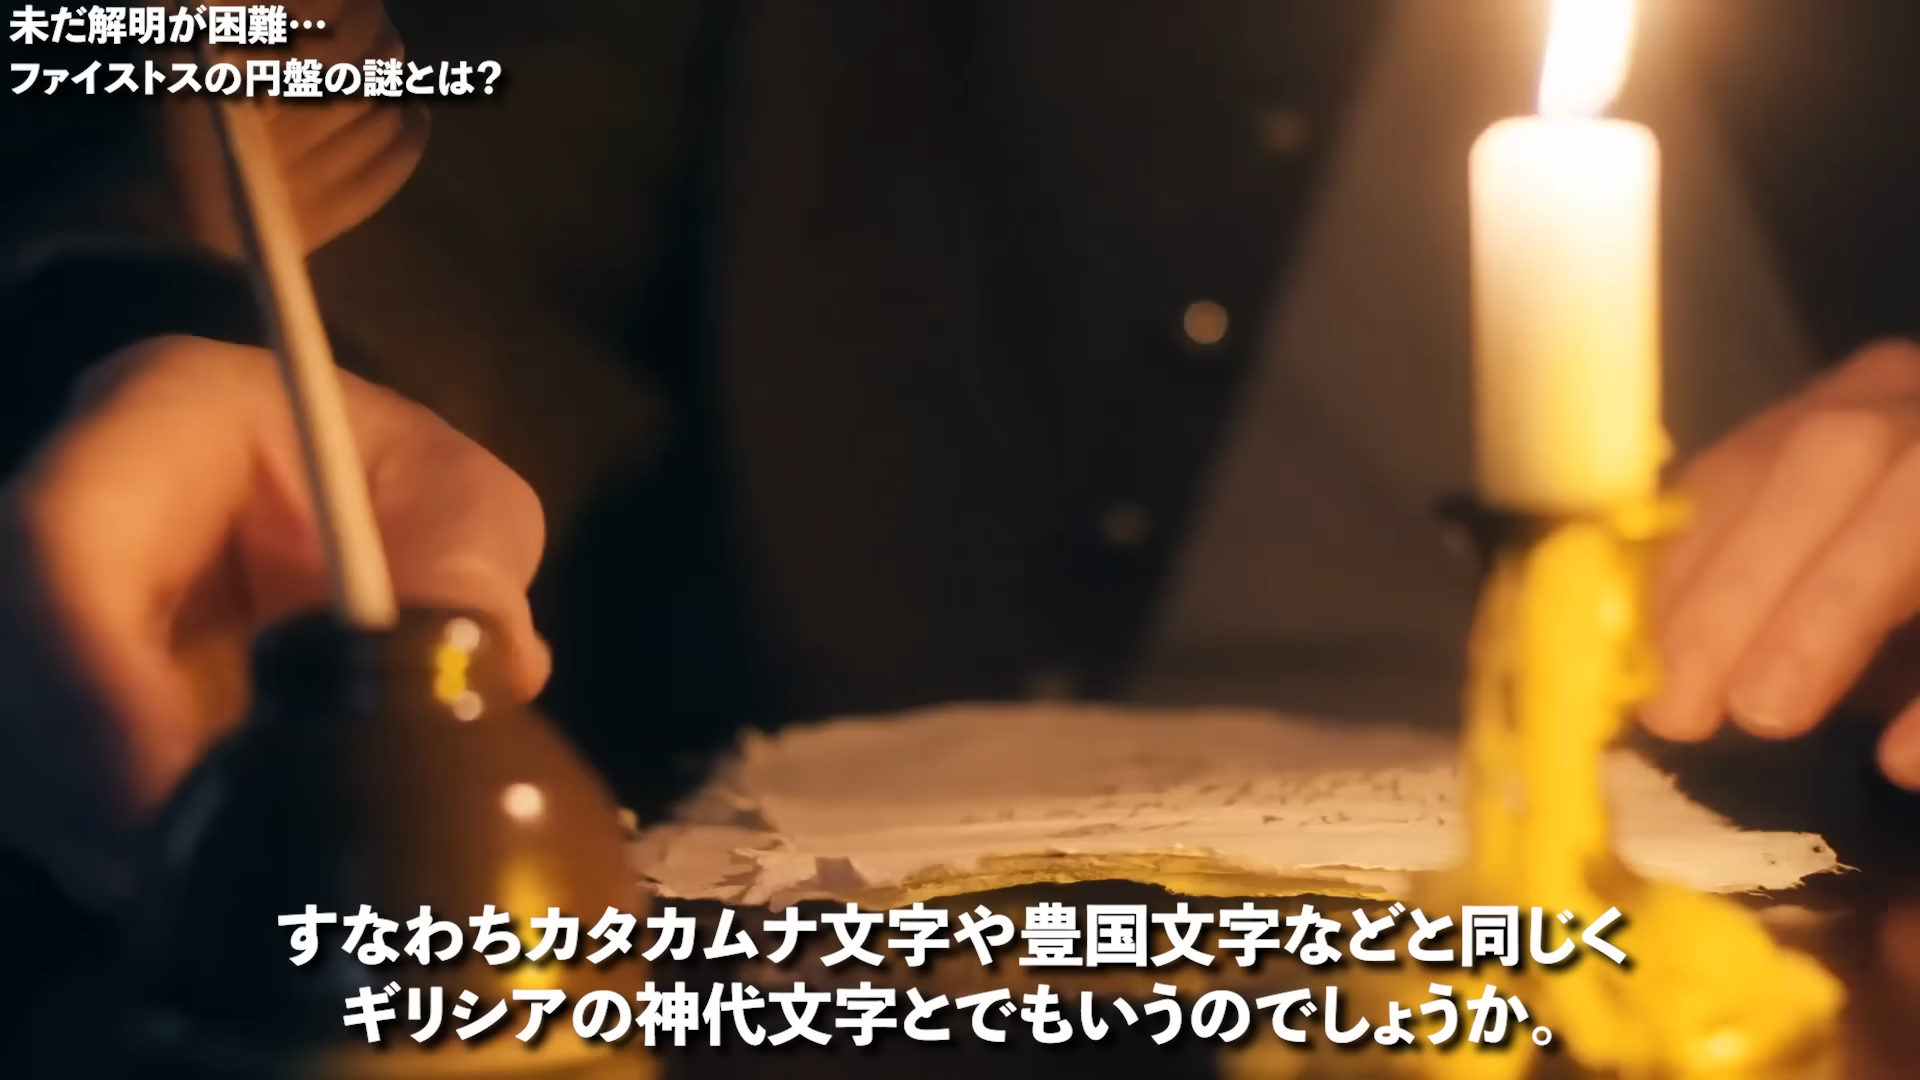 未だ解明が困難…
ファイストスの円盤の謎とは？
すなわちカタカムナ文字や豊国文字などと同じく
ギリシアの神代文字とでもいうのでしょうか。